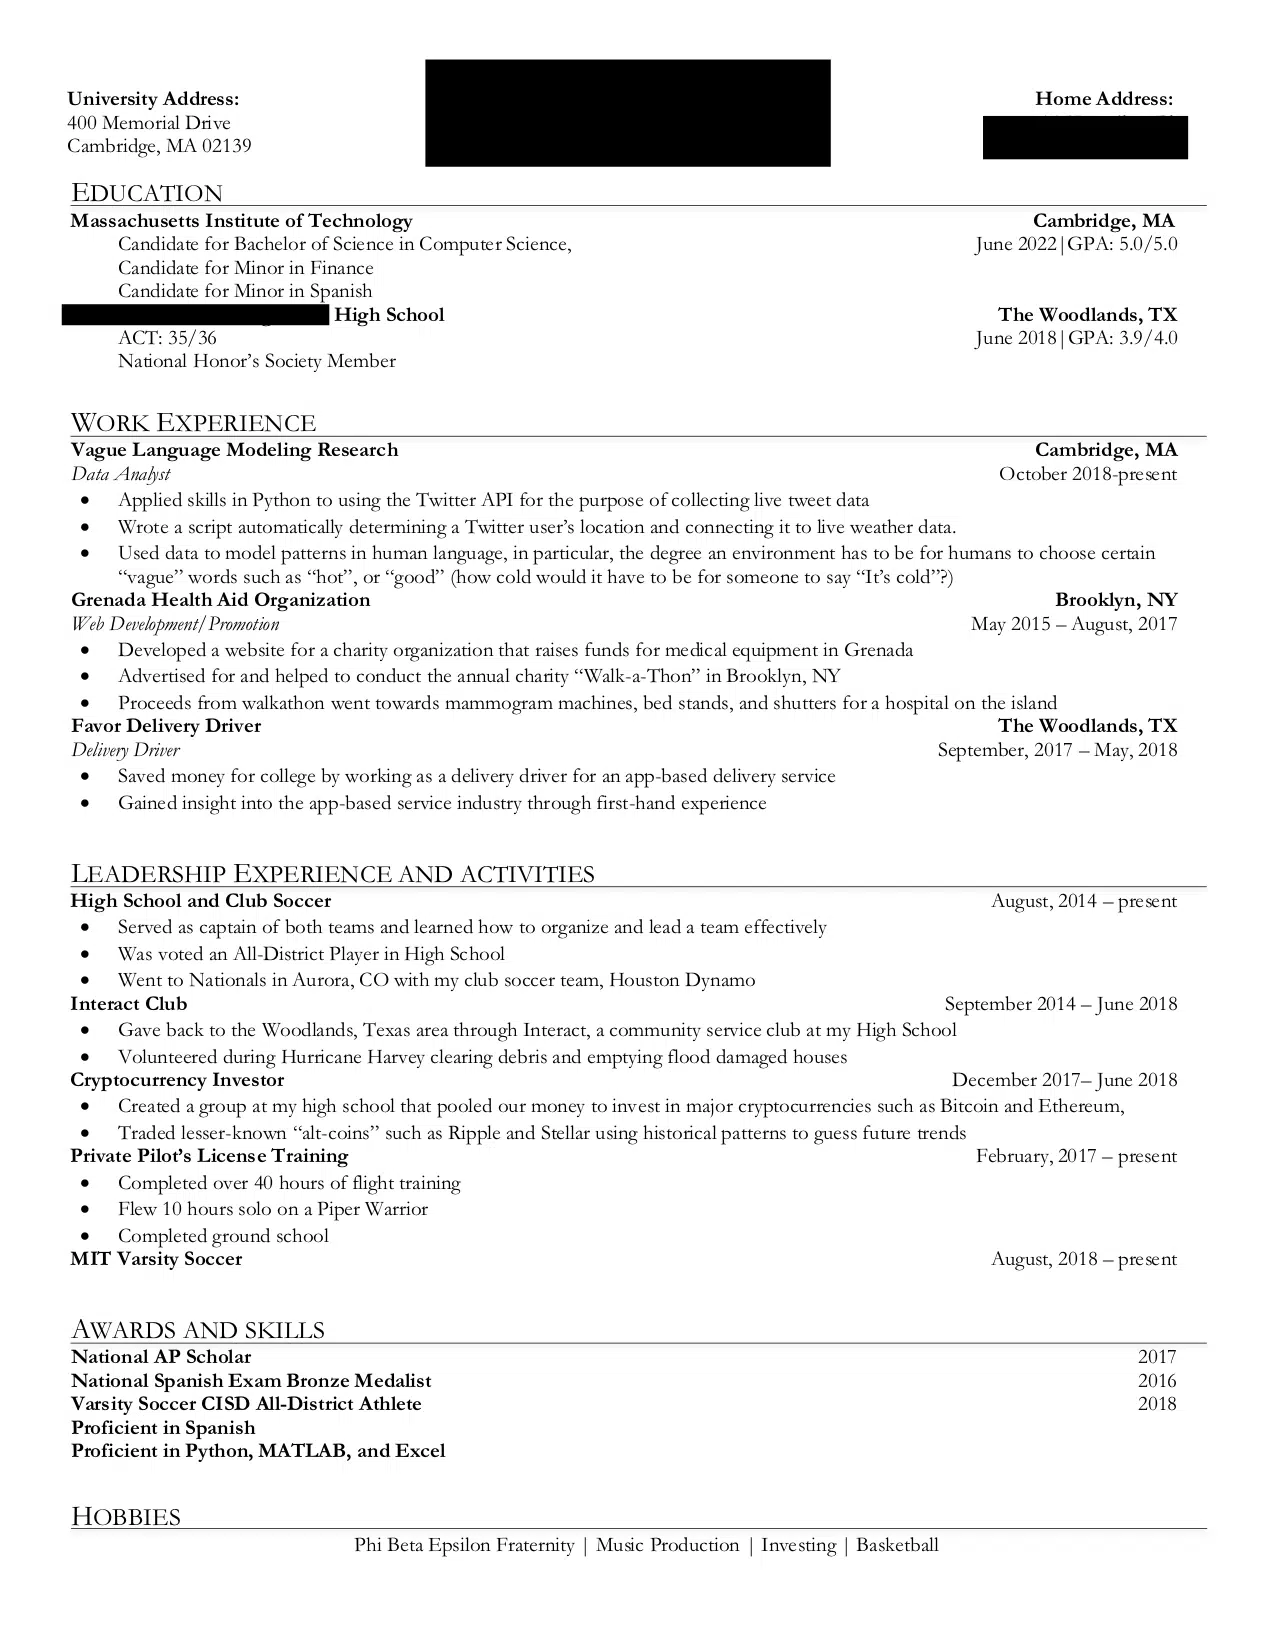 University Address:
Home Address:
400 Memorial Drive
Cambridge, MA 02139
EDUCATION
Massachusetts Institute of Technology Cambridge, MA
Candidate for Bachelor of Science in Computer Science, June 2022|GPA: 5.0/5.0
Candidate for Minor in Finance
Candidate for Minor in Spanish
High School The Woodlands, TX
ACT: 35/36 June 2018|GPA: 3.9/4.0
National Honor's Society Member
WORK EXPERIENCE
Vague Language Modeling Research Cambridge, MA
Data Analyst October 2018-present
• Applied skills in Python to using the Twitter API for the purpose of collecting live tweet data
• Wrote a script automatically determining a Twitter user's location and connecting it to live weather data.
• Used data to model patterns in human language, in particular, the degree an environment has to be for humans to choose certain
“vague” words such as “hot”, or “good” (how cold would it have to be for someone to say “It's cold”?)
Grenada Health Aid Organization Brooklyn, NY
Web Development/Promotion May 2015 – August, 2017
• Developed a website for a charity organization that raises funds for medical equipment in Grenada
• Advertised for and helped to conduct the annual charity “Walk-a-Thon” in Brooklyn, NY
• Proceeds from walkathon went towards mammogram machines, bed stands, and shutters for a hospital on the island
Favor Delivery Driver The Woodlands, TX
Delivery Driver September, 2017 – May, 2018
• Saved money for college by working as a delivery driver for an app-based delivery service
• Gained insight into the app-based service industry through first-hand experience
LEADERSHIP EXPERIENCE AND ACTIVITIES
High School and Club Soccer August, 2014 – present
• Served as captain of both teams and learned how to organize and lead a team effectively
• Was voted an All-District Player in High School
• Went to Nationals in Aurora, CO with my club soccer team, Houston Dynamo
Interact Club September 2014 – June 2018
• Gave back to the Woodlands, Texas area through Interact, a community service club at my High School
• Volunteered during Hurricane Harvey clearing debris and emptying flood damaged houses
Cryptocurrency Investor December 2017– June 2018
• Created a group at my high school that pooled our money to invest in major cryptocurrencies such as Bitcoin and Ethereum,
• Traded lesser-known “alt-coins” such as Ripple and Stellar using historical patterns to guess future trends
Private Pilot's License Training February, 2017 – present
• Completed over 40 hours of flight training
• Flew 10 hours solo on a Piper Warrior
• Completed ground school
MIT Varsity Soccer August, 2018 – present
AWARDS AND SKILLS
National AP Scholar 2017
National Spanish Exam Bronze Medalist 2016
Varsity Soccer CISD All-District Athlete 2018
Proficient in Spanish
Proficient in Python, MATLAB, and Excel
HOBBIES
Phi Beta Epsilon Fraternity | Music Production | Investing | Basketball